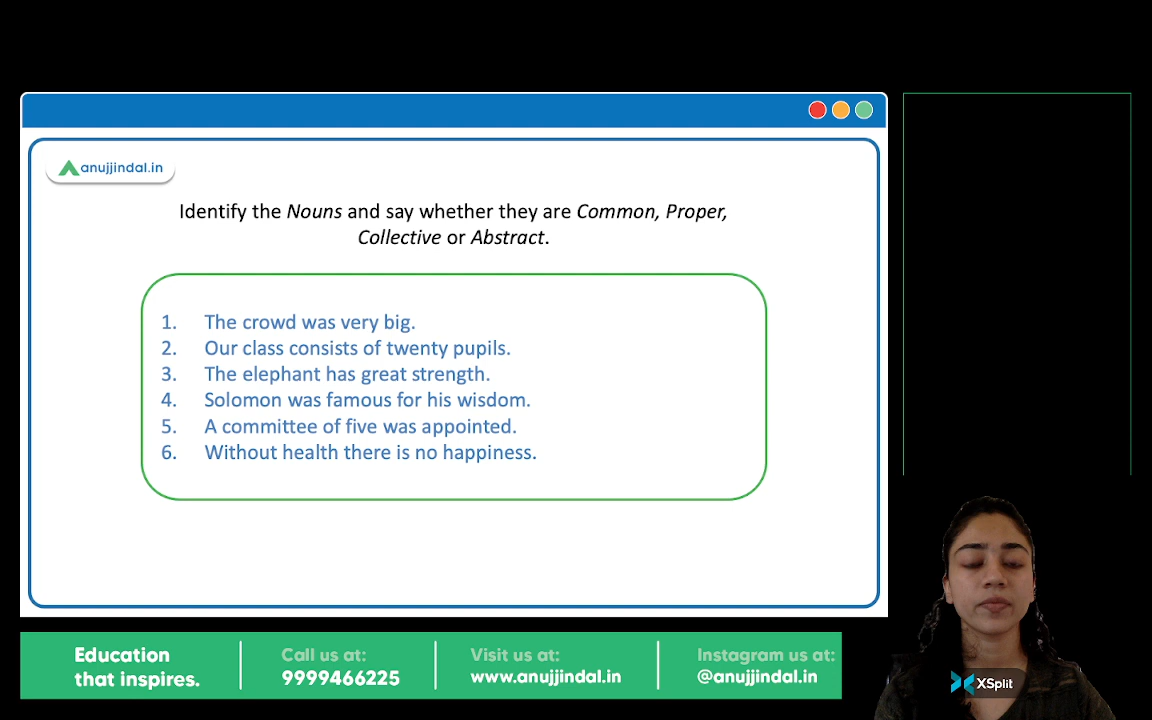 anujjindal.in
Identify the Nouns and say whether they are Common, Proper,
Collective or Abstract.
1. The crowd was very big.
2. Our class consists of twenty pupils.
3. The elephant has great strength.
4. Solomon was famous for his wisdom.
5. A committee of five was appointed.
6. Without health there is no happiness.
Education
that inspires.
Call us at:
9999466225
Visit us at:
www.anujjindal.in
Instagram us at:
@anujjindal.in
XSplit